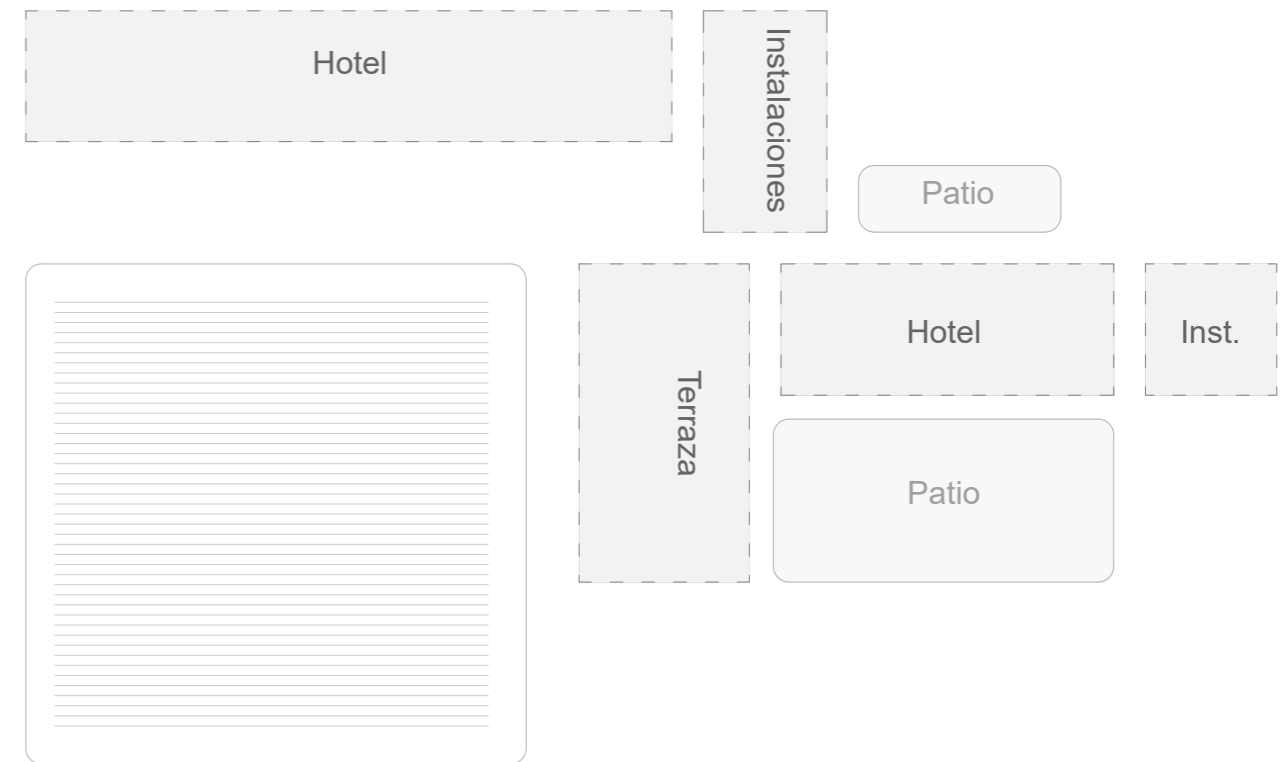 Hotel
Instalaciones
Patio
Hotel
Inst.
Terraza
Patio